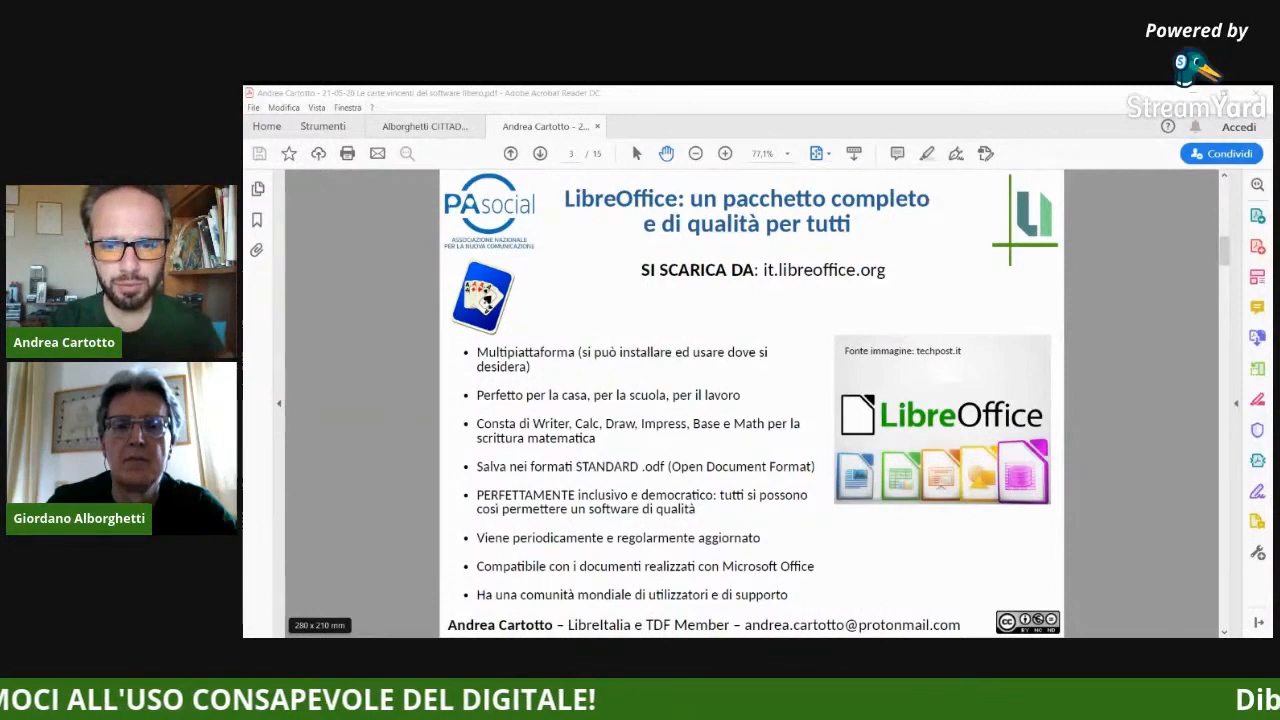 Powered by
StreamYard
Andrea Cartotto - 21-05-20 Le carte vincenti del software libero.pdf - Adobe Acrobat Reader DC
File Modifica Vista Finestra ?
Home Strumenti Alborghetti CITTAD... Andrea Cartotto - 2... × Accedi
3 / 15 77,1% Condividi
PAsocial
ASSOCIAZIONE NAZIONALE
PER LA NUOVA COMUNICAZIONE
LibreOffice: un pacchetto completo
e di qualità per tutti
SI SCARICA DA: it.libreoffice.org
• Multipiattaforma (si può installare ed usare dove si
desidera)
• Perfetto per la casa, per la scuola, per il lavoro
• Consta di Writer, Calc, Draw, Impress, Base e Math per la
scrittura matematica
• Salva nei formati STANDARD .odf (Open Document Format)
• PERFETTAMENTE inclusivo e democratico: tutti si possono
così permettere un software di qualità
• Viene periodicamente e regolarmente aggiornato
• Compatibile con i documenti realizzati con Microsoft Office
• Ha una comunità mondiale di utilizzatori e di supporto
Fonte immagine: techpost.it
LibreOffice
Andrea Cartotto – LibreItalia e TDF Member – andrea.cartotto@protonmail.com
cc
BY NC ND
280 x 210 mm
Andrea Cartotto
Giordano Alborghetti
MOCI ALL'USO CONSAPEVOLE DEL DIGITALE! Dib